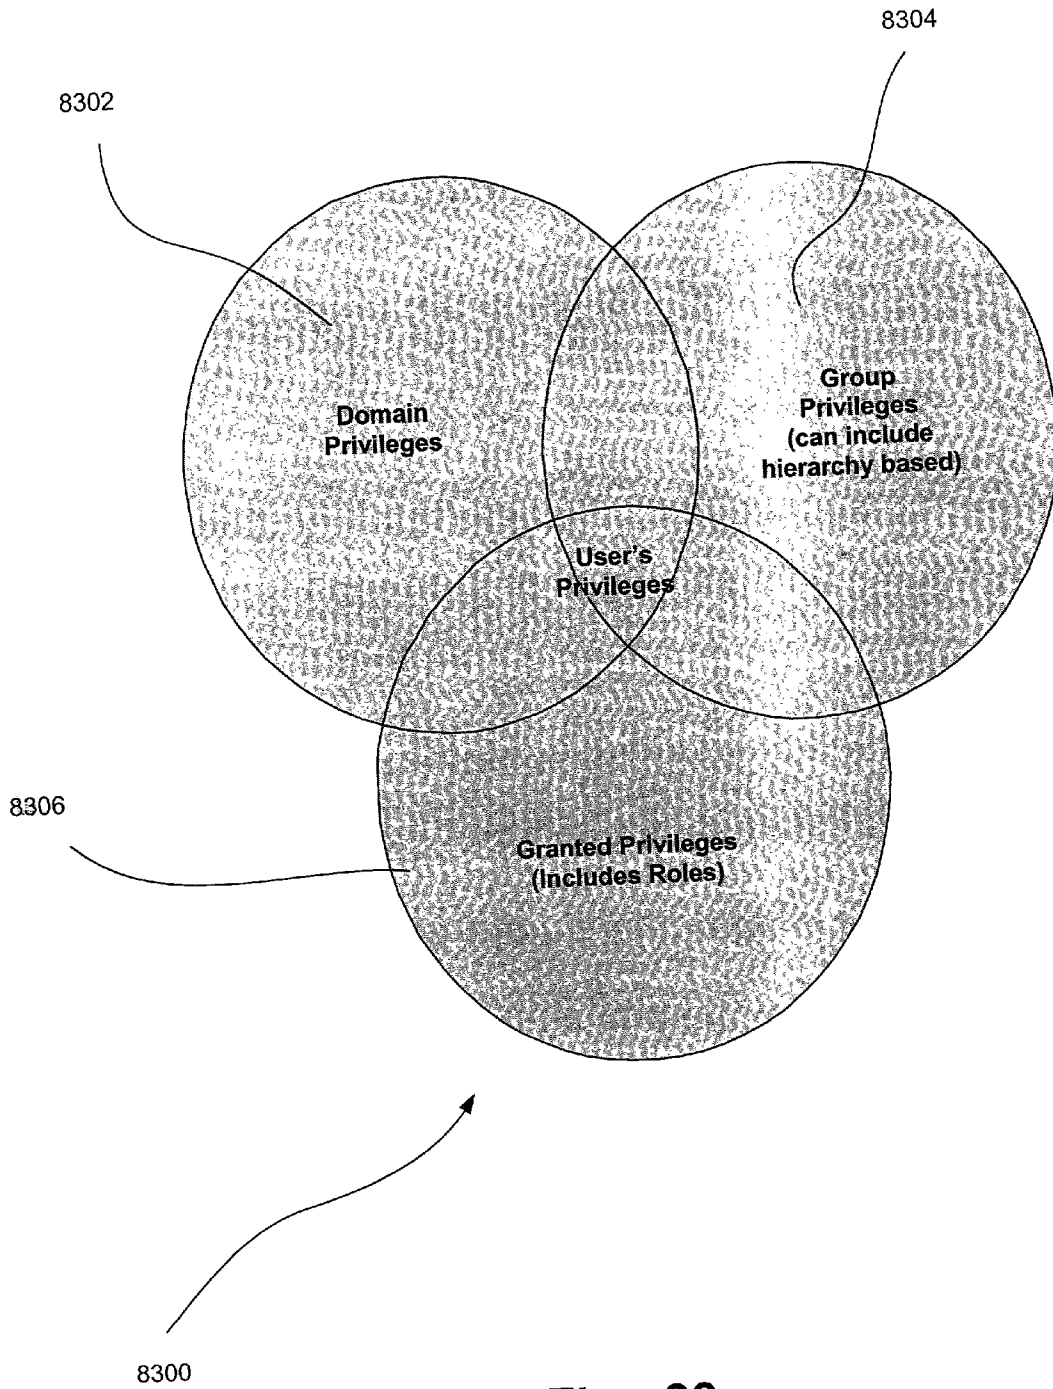 8304
8302
Domain
Privileges
Group
Privileges
(can include
hierarchy based)
User's
Privileges
8306
Granted Privileges
(Includes Roles)
8300